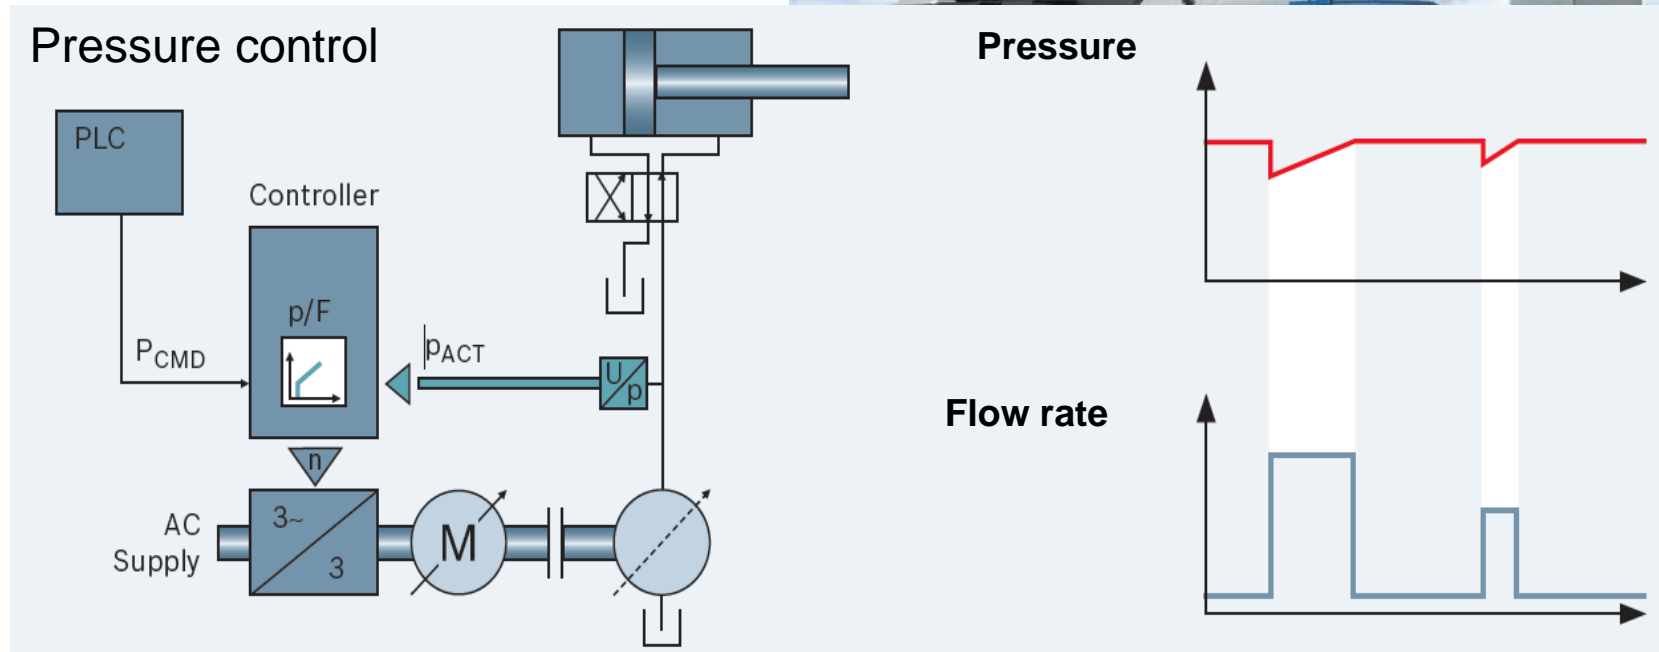 Pressure control
PLC
Controller
p/F
PCMD
pACT
U/p
n
AC
Supply
3~
3
M
Pressure
Flow rate